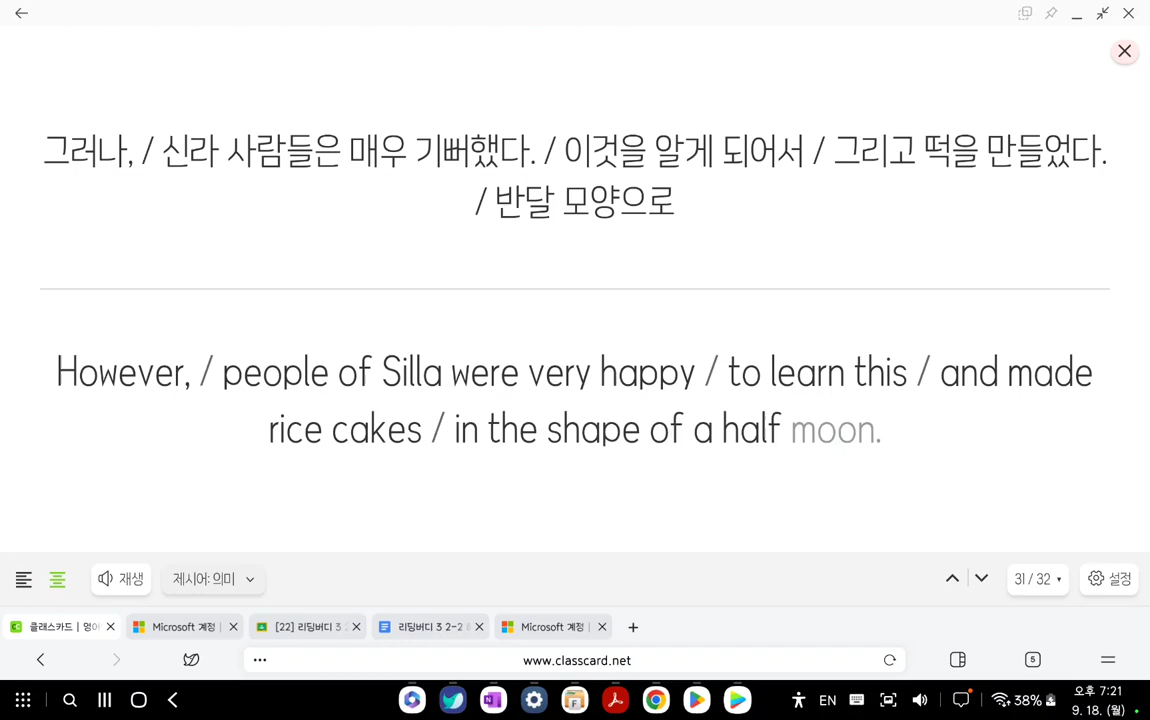 그러나, / 신라 사람들은 매우 기뻐했다. / 이것을 알게 되어서 / 그리고 떡을 만들었다.
/ 반달 모양으로
However, / people of Silla were very happy / to learn this / and made
rice cakes / in the shape of a half moon.
재생 제시어: 의미 31 / 32 설정
플래스카드 | 영어 Microsoft 계정 | [22] 리딩버디 3 2 리딩버디 3 2-2 Microsoft 계정 |
www.classcard.net 5
EN 38% 오후 7:21
9. 18. (월)